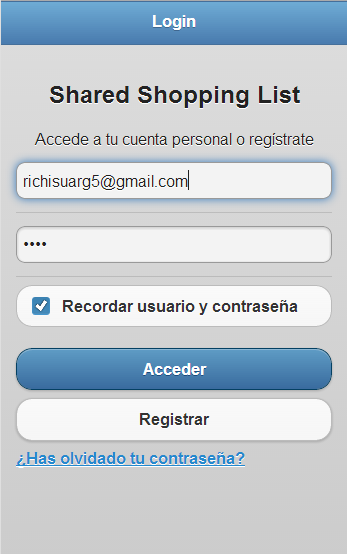 Login
Shared Shopping List
Accede a tu cuenta personal o regístrate
richisuarg5@gmail.com
••••
Recordar usuario y contraseña
Acceder
Registrar
¿Has olvidado tu contraseña?